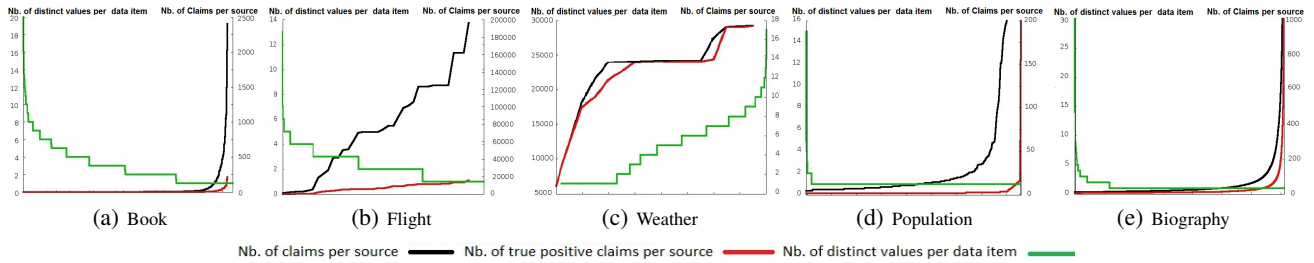 Nb. of distinct values per data item Nb. of Claims per source
20 18 16 14 12 10 8 6 4 2 0
2500 2000 1500 1000 500 0
(a) Book
Nb. of distinct values per data item Nb. of Claims per source
14 12 10 8 6 4 2 0
200000 180000 160000 140000 120000 100000 80000 60000 40000 20000 0
(b) Flight
Nb. of distinct values per data item Nb. of Claims per source
30000 25000 20000 15000 10000 5000
18 16 14 12 10 8 6 4 2 0
(c) Weather
Nb. of distinct values per data item Nb. of Claims per source
16 14 12 10 8 6 4 2 0
200 150 100 50 0
(d) Population
Nb. of distinct values per data item Nb. of Claims per source
30 25 20 15 10 5 0
1000 800 600 400 200 0
(e) Biography
Nb. of claims per source Nb. of true positive claims per source Nb. of distinct values per data item